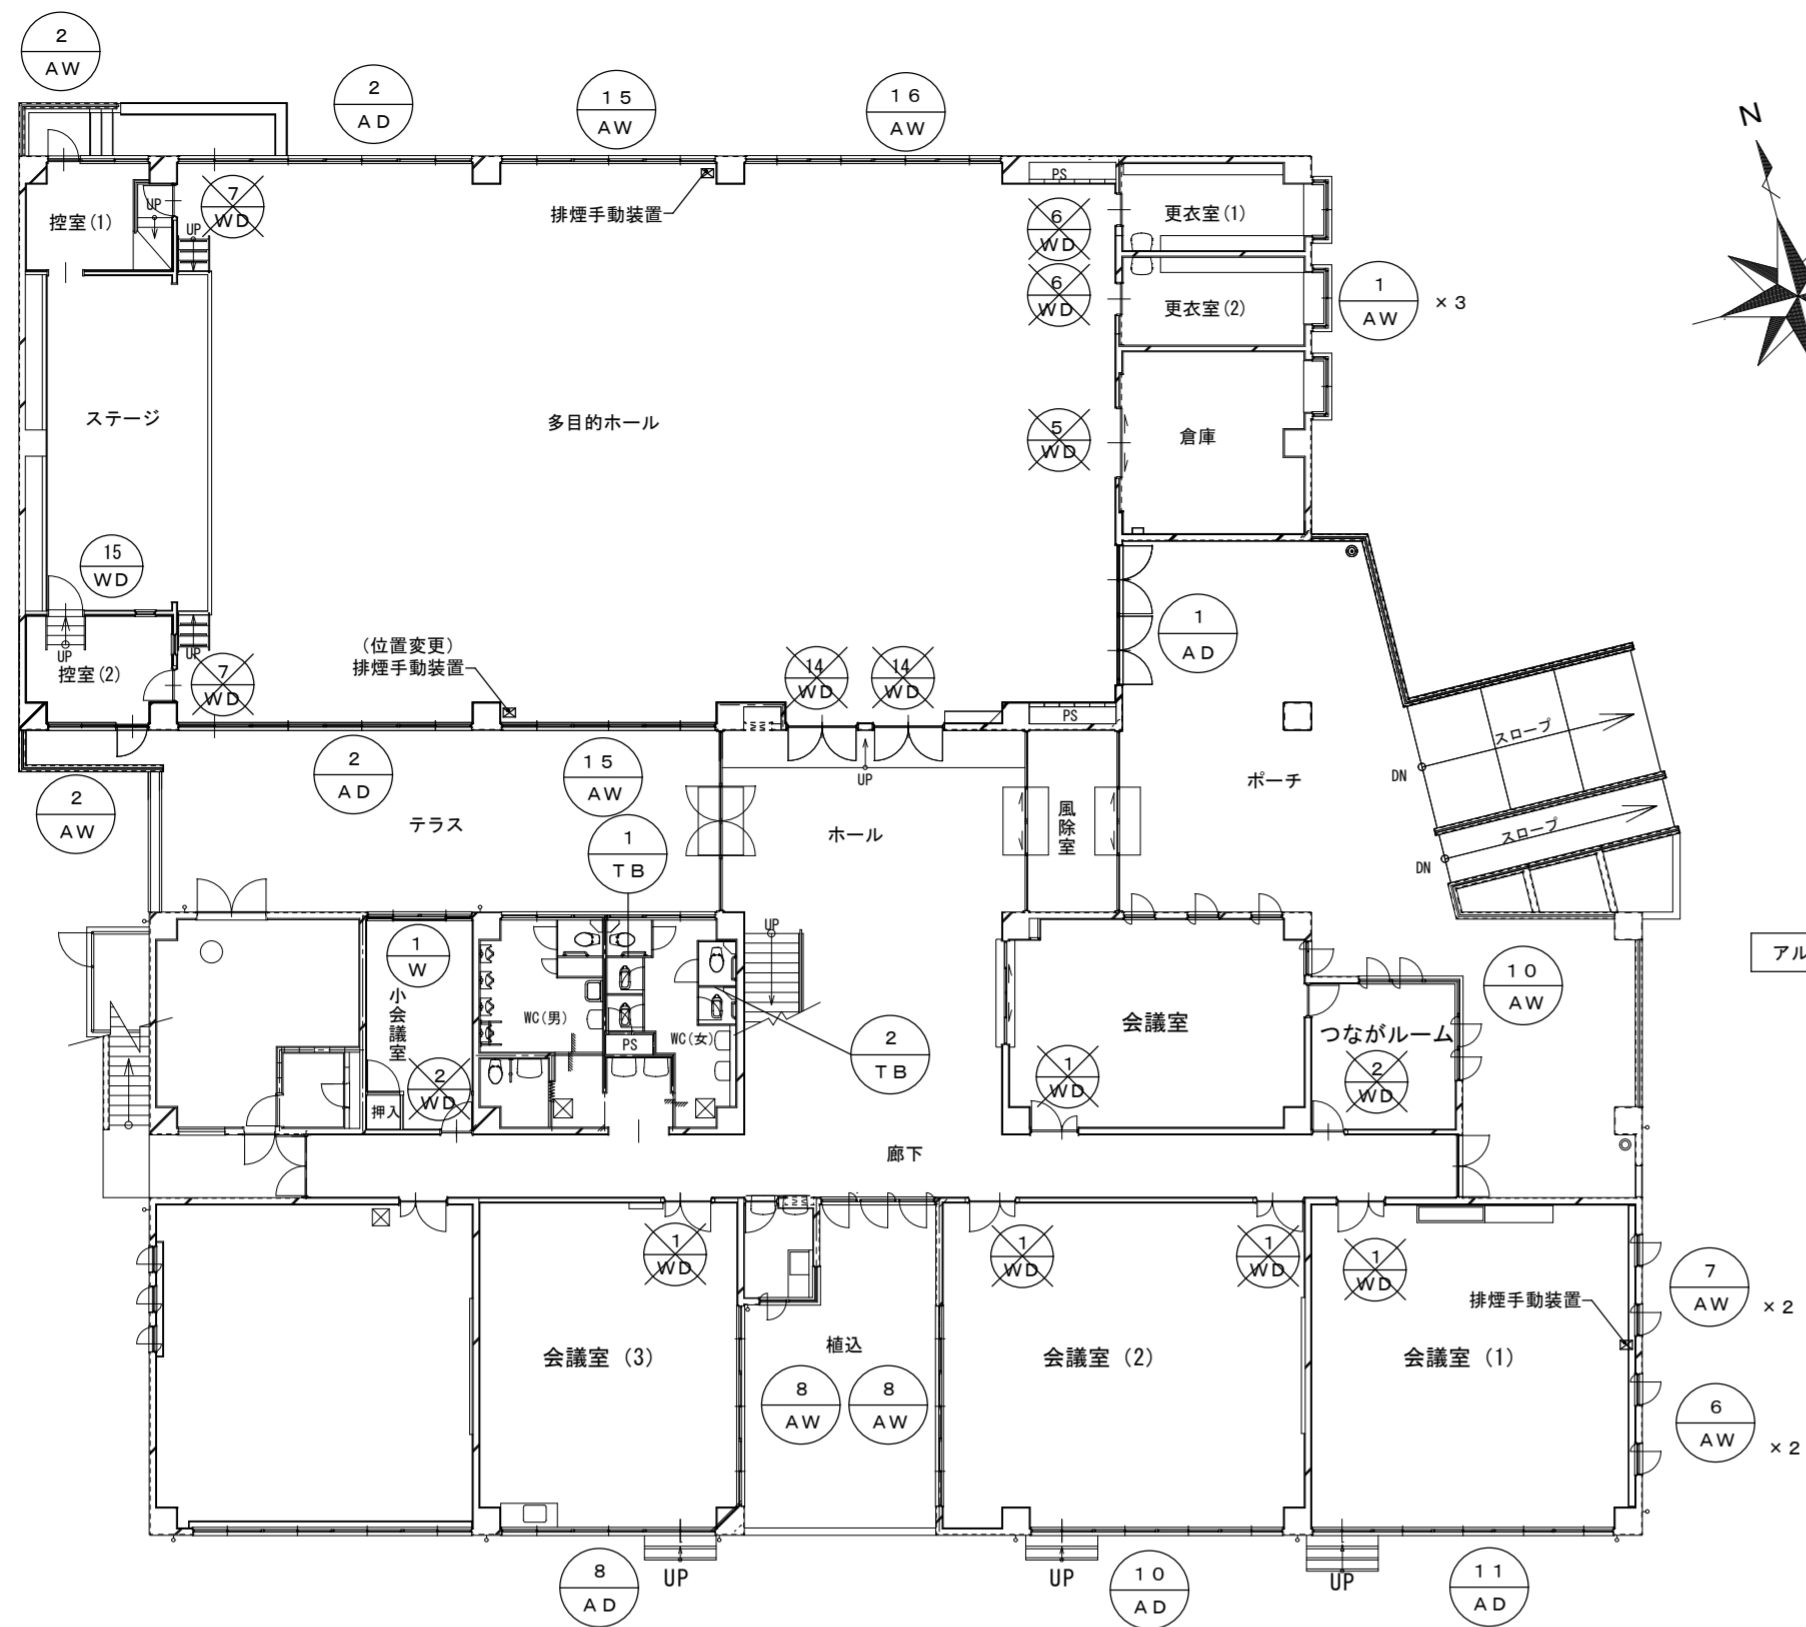 2
AW
2
AD
15
AW
16
AW
N
PS
排煙手動装置
7
WD
UP
UP
控室(1)
6
WD
更衣室(1)
6
WD
更衣室(2)
1
AW
×3
ステージ
多目的ホール
5
WD
倉庫
15
WD
1
AD
UP
UP
控室(2)
7
WD
(位置変更)
排煙手動装置
14
WD
14
WD
PS
スロープ
DN
UP
ポーチ
2
AW
2
AD
15
AW
テラス
ホール
風除室
スロープ
DN
1
TB
UP
1
W
小会議室
WC(男)
PS
WC(女)
2
TB
会議室
つながルーム
10
AW
アル
1
WD
2
WD
2
WD
押入
廊下
1
WD
1
WD
1
WD
1
WD
7
AW
×2
排煙手動装置
会議室 (3)
植込
会議室 (2)
会議室 (1)
8
AW
8
AW
6
AW
×2
8
AD
UP
UP
10
AD
UP
11
AD